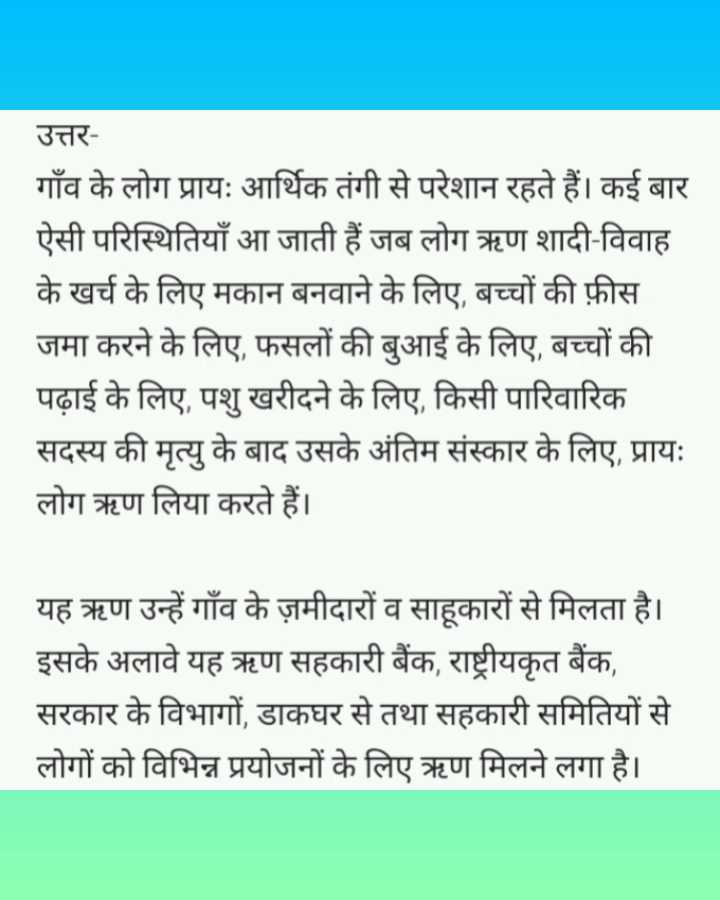 उत्तर-
गाँव के लोग प्रायः आर्थिक तंगी से परेशान रहते हैं। कई बार
ऐसी परिस्थितियाँ आ जाती हैं जब लोग ऋण शादी-विवाह
के खर्च के लिए मकान बनवाने के लिए, बच्चों की फ़ीस
जमा करने के लिए, फसलों की बुआई के लिए, बच्चों की
पढ़ाई के लिए, पशु खरीदने के लिए, किसी पारिवारिक
सदस्य की मृत्यु के बाद उसके अंतिम संस्कार के लिए, प्रायः
लोग ऋण लिया करते हैं।
यह ऋण उन्हें गाँव के ज़मीदारों व साहूकारों से मिलता है।
इसके अलावे यह ऋण सहकारी बैंक, राष्ट्रीयकृत बैंक,
सरकार के विभागों, डाकघर से तथा सहकारी समितियों से
लोगों को विभिन्न प्रयोजनों के लिए ऋण मिलने लगा है।